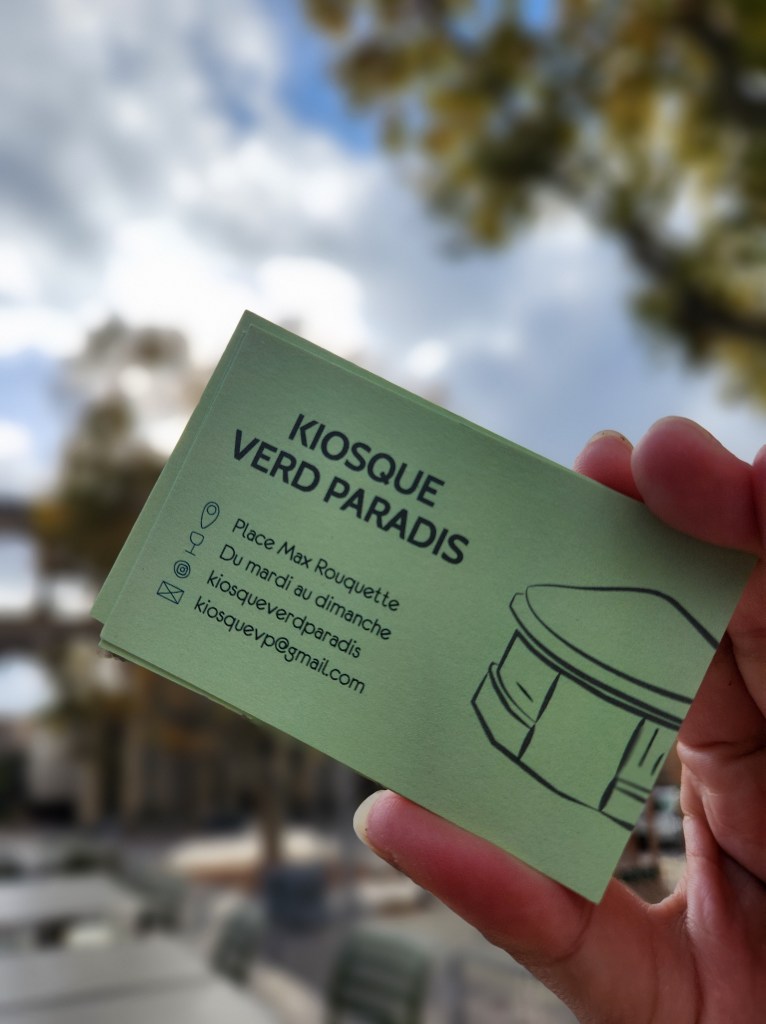 KIOSQUE
VERD PARADIS
Place Max Rouquette
Du mardi au dimanche
kiosqueverdparadis
kiosquevp@gmail.com